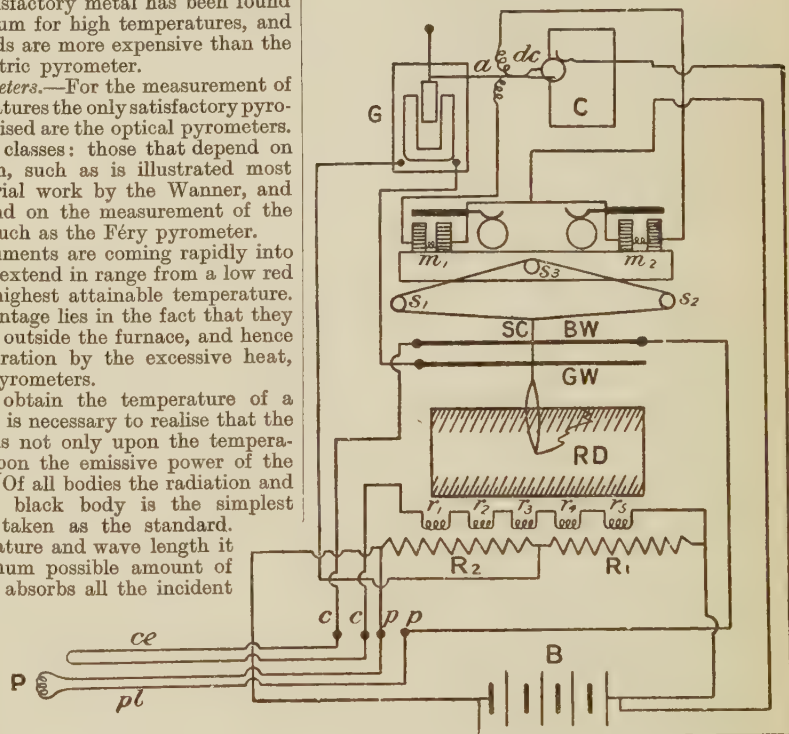 sfactory metal has been found
um for high temperatures, and
ds are more expensive than the
tric pyrometer.
eters.—For the measurement of
atures the only satisfactory pyro-
ised are the optical pyrometers.
classes: those that depend on
n, such as is illustrated most
rial work by the Wanner, and
nd on the measurement of the
such as the Féry pyrometer.
uments are coming rapidly into
extend in range from a low red
highest attainable temperature.
ntage lies in the fact that they
outside the furnace, and hence
ration by the excessive heat,
yrometers.
obtain the temperature of a
is necessary to realise that the
s not only upon the tempera-
pon the emissive power of the
Of all bodies the radiation and
black body is the simplest
taken as the standard.
ature and wave length it
num possible amount of
absorbs all the incident
a dc
G C
m1 m2
s3
s1 s2
SC BW
GW
RD
r1 r2 r3 r4 r5
R2 R1
c c p p
ce
B
P
pl